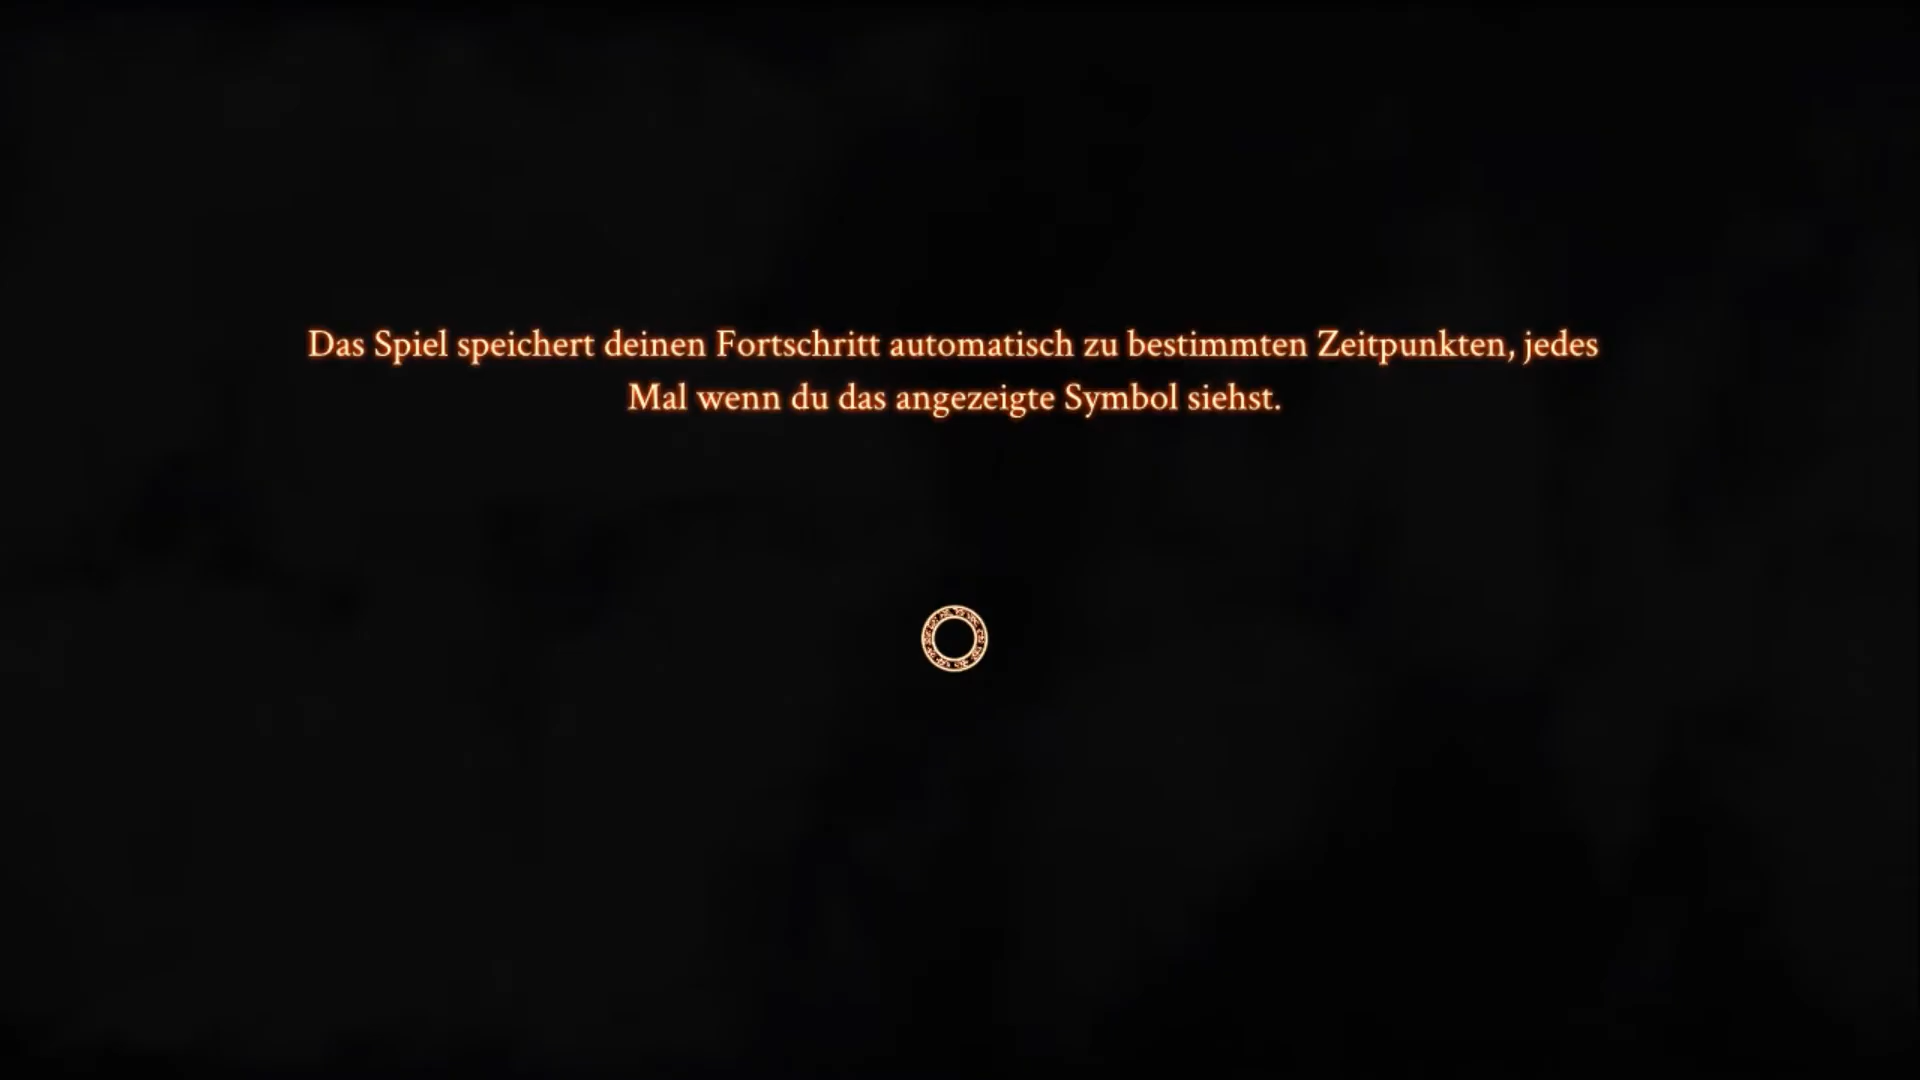 Das Spiel speichert deinen Fortschritt automatisch zu bestimmten Zeitpunkten, jedes
Mal wenn du das angezeigte Symbol siehst.